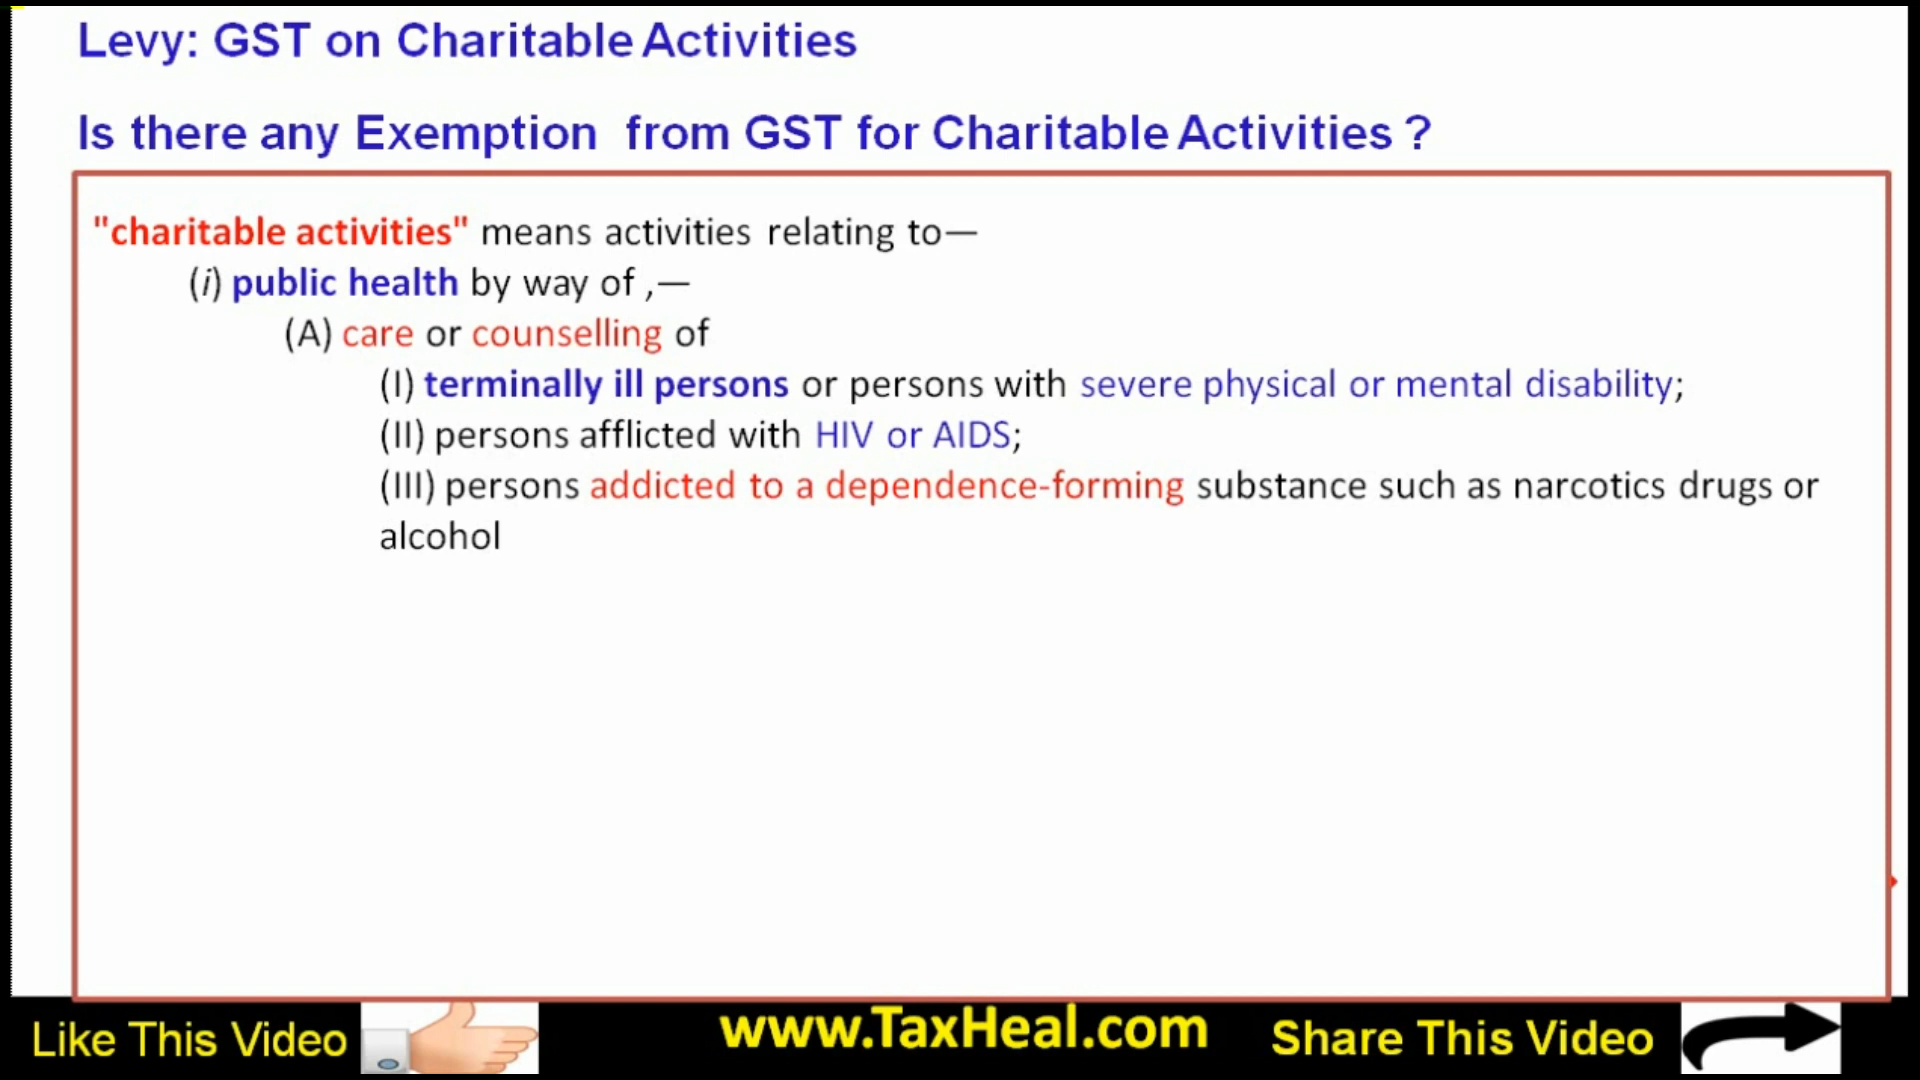 Levy: GST on Charitable Activities
Is there any Exemption from GST for Charitable Activities ?
"charitable activities" means activities relating to—
(i) public health by way of ,—
(A) care or counselling of
(I) terminally ill persons or persons with severe physical or mental disability;
(II) persons afflicted with HIV or AIDS;
(III) persons addicted to a dependence-forming substance such as narcotics drugs or
alcohol
Like This Video
www.TaxHeal.com
Share This Video